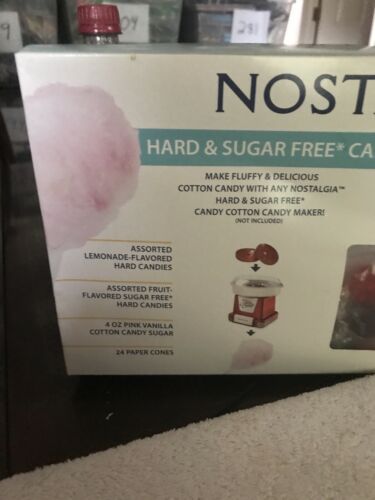 09
281
NOST
HARD & SUGAR FREE* CA
MAKE FLUFFY & DELICIOUS
COTTON CANDY WITH ANY NOSTALGIA™
HARD & SUGAR FREE*
CANDY COTTON CANDY MAKER!
(NOT INCLUDED)
ASSORTED
LEMONADE-FLAVORED
HARD CANDIES
ASSORTED FRUIT-
FLAVORED SUGAR FREE*
HARD CANDIES
4 OZ PINK VANILLA
COTTON CANDY SUGAR
24 PAPER CONES